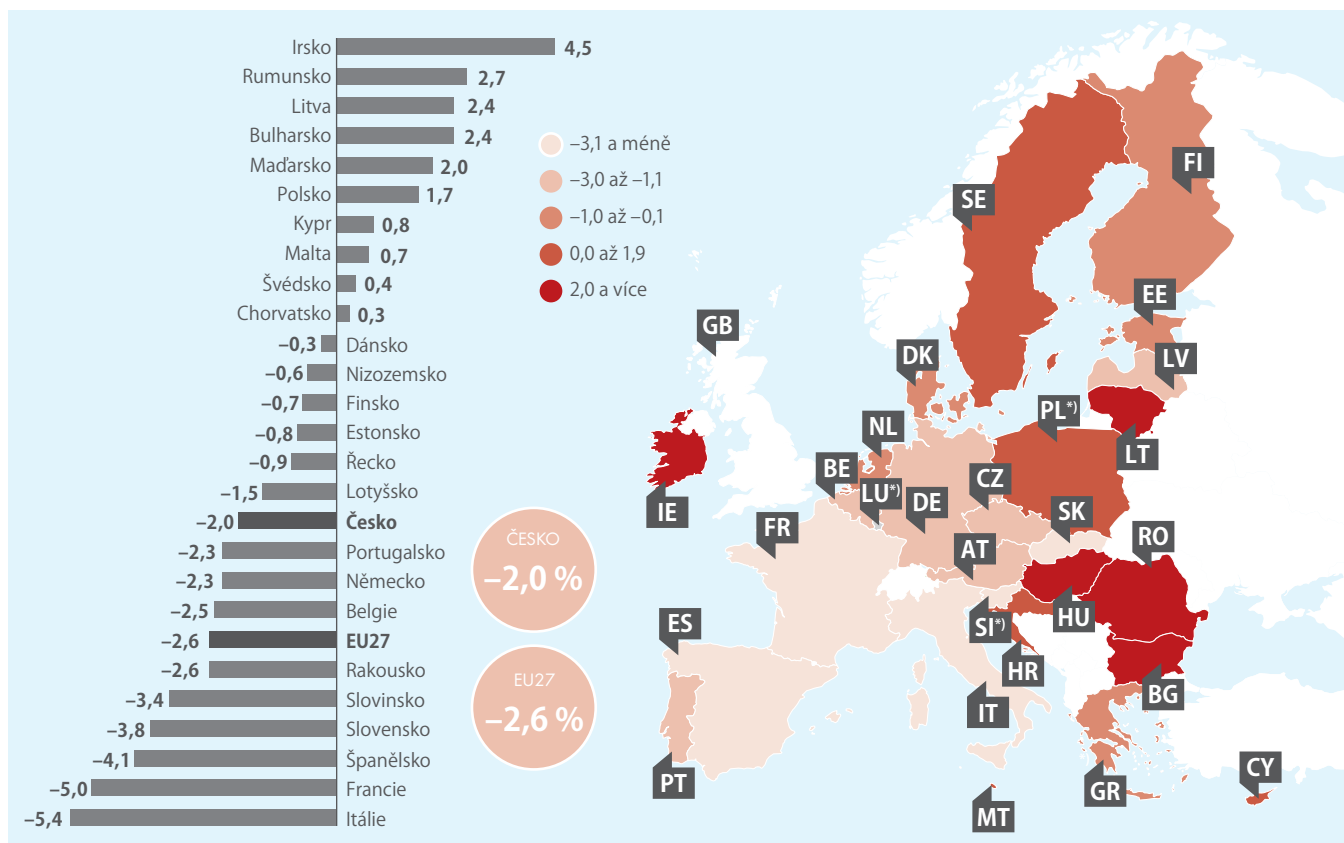 Irsko 4,5
Rumunsko 2,7
Litva 2,4
Bulharsko 2,4
Maďarsko 2,0
Polsko 1,7
Kypr 0,8
Malta 0,7
Švédsko 0,4
Chorvatsko 0,3
–0,3 Dánsko
–0,6 Nizozemsko
–0,7 Finsko
–0,8 Estonsko
–0,9 Řecko
–1,5 Lotyšsko
–2,0 Česko
–2,3 Portugalsko
–2,3 Německo
–2,5 Belgie
–2,6 EU27
–2,6 Rakousko
–3,4 Slovinsko
–3,8 Slovensko
–4,1 Španělsko
–5,0 Francie
–5,4 Itálie
–3,1 a méně
–3,0 až –1,1
–1,0 až –0,1
0,0 až 1,9
2,0 a více
ČESKO
–2,0 %
EU27
–2,6 %
FI
SE
EE
GB
DK
LV
PL*)
NL
LT
BE
LU*)
DE
CZ
IE
FR
SK
RO
AT
ES
SI*)
HU
HR
IT
BG
PT
GR
CY
MT